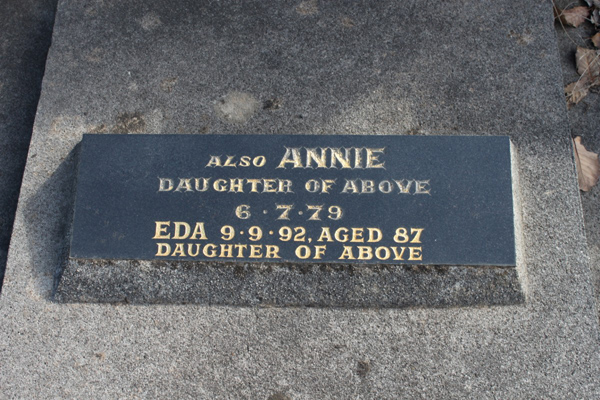 ALSO ANNIE
DAUGHTER OF ABOVE
6·7·79
EDA 9·9·92, AGED 87
DAUGHTER OF ABOVE